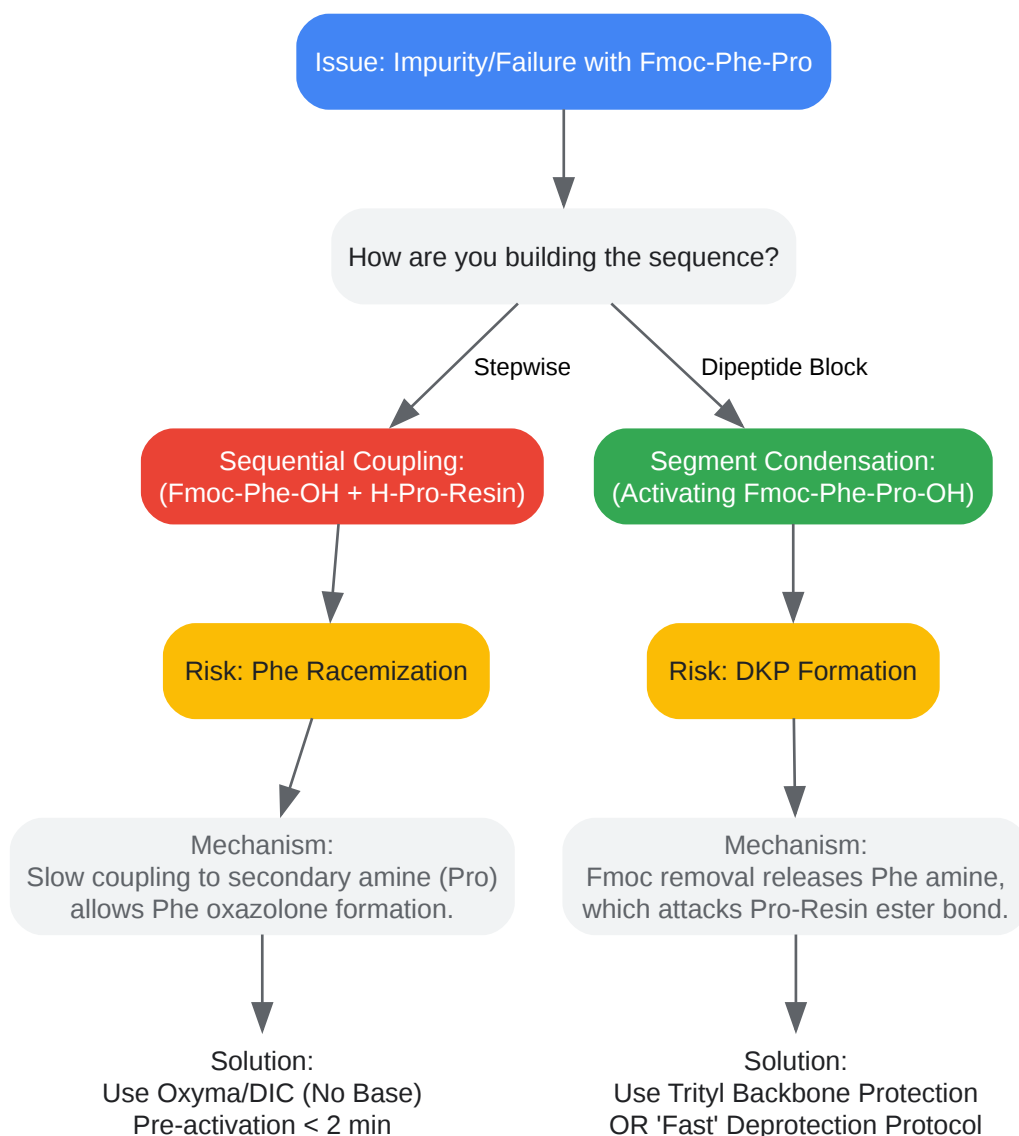 Issue: Impurity/Failure with Fmoc-Phe-Pro
How are you building the sequence?
Stepwise
Dipeptide Block
Sequential Coupling:
(Fmoc-Phe-OH + H-Pro-Resin)
Segment Condensation:
(Activating Fmoc-Phe-Pro-OH)
Risk: Phe Racemization
Risk: DKP Formation
Mechanism:
Slow coupling to secondary amine (Pro)
allows Phe oxazolone formation.
Mechanism:
Fmoc removal releases Phe amine,
which attacks Pro-Resin ester bond.
Solution:
Use Oxyma/DIC (No Base)
Pre-activation < 2 min
Solution:
Use Trityl Backbone Protection
OR 'Fast' Deprotection Protocol